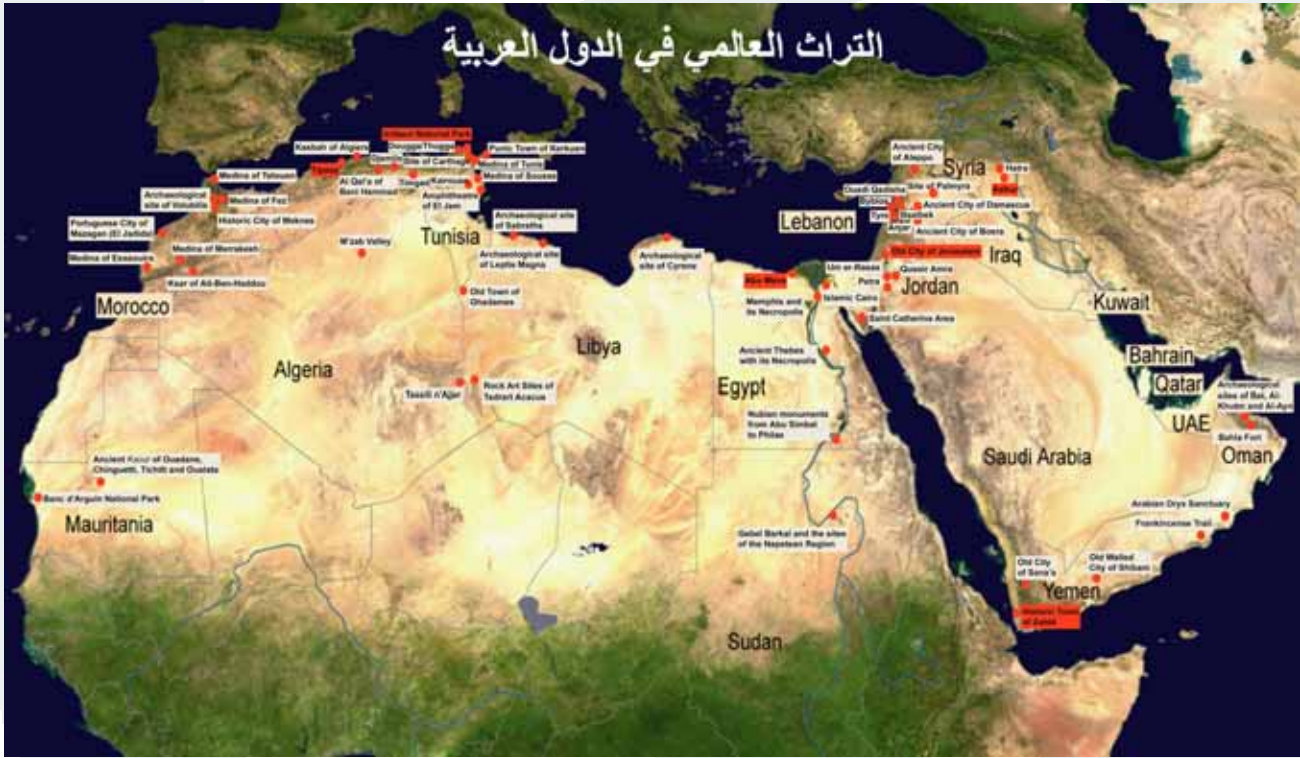 التراث العالمي في الدول العربية
Ichkeul National Park
Kasbah of Algiers
Dougga/Thugga
Punic Town of Kerkuan
Tipasa
Djemila
Site of Carthage
Medina of Tunis
Medina of Tetouan
Al Qal'a of
Beni Hammad
Timgad
Kairouan
Medina of Sousse
Archaeological
site of Volubilis
Medina of Fez
Amphitheatre
of El Jem
Historic City of Meknes
Portuguese City of
Mazagan (El Jadida)
Archaeological site
of Sabratha
Tunisia
Medina of Marrakesh
M'zab Valley
Archaeological site
of Leptis Magna
Archaeological
site of Cyrene
Medina of Essaouira
Ksar of Ait-Ben-Haddou
Morocco
Old Town of
Ghadames
Libya
Algeria
Tassili n'Ajjer
Rock Art Sites of
Tadrart Acacus
Ancient Ksour of Ouadane,
Chinguetti, Tichitt and Oualata
Banc d'Arguin National Park
Mauritania
Ancient City
of Aleppo
Syria
Hatra
Ashur
Ouadi Qadisha
Site of Palmyra
Byblos
Ancient City of Damascus
Lebanon
Tyre
Baalbek
Anjar
Ancient City of Bosra
Old City of Jerusalem
Iraq
Abu Mena
Um er-Rasas
Quseir Amra
Petra
Jordan
Kuwait
Memphis and
its Necropolis
Islamic Cairo
Saint Catherine Area
Ancient Thebes
with its Necropolis
Egypt
Bahrain
Qatar
Archaeological
sites of Bat, Al-
Khutm and Al-Ayn
UAE
Bahla Fort
Oman
Nubian monuments
from Abu Simbel
to Philae
Saudi Arabia
Arabian Oryx Sanctuary
Frankincense Trail
Gebel Barkal and the sites
of the Napatean Region
Old City
of Sana'a
Old Walled
City of Shibam
Yemen
Historic Town
of Zabid
Sudan